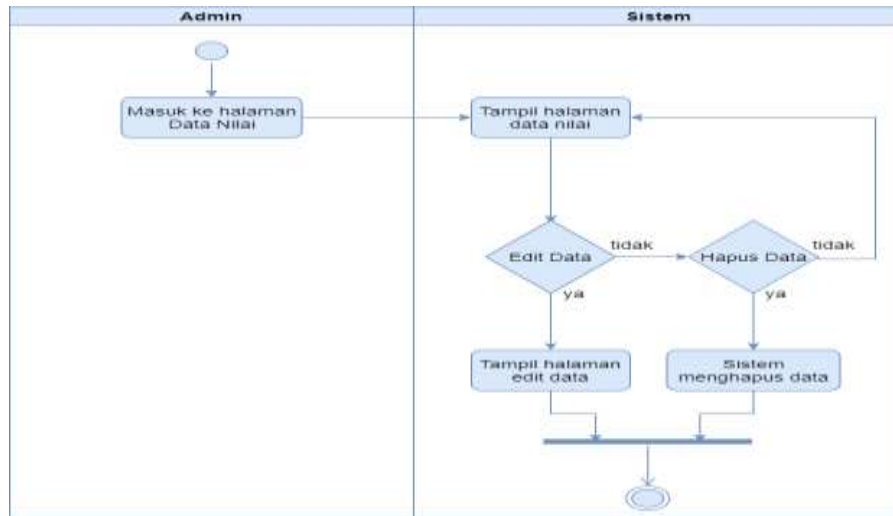 Admin
Sistem
Masuk ke halaman
Data Nilai
Tampil halaman
data nilai
Edit Data
tidak
Hapus Data
tidak
ya
ya
Tampil halaman
edit data
Sistem
menghapus data